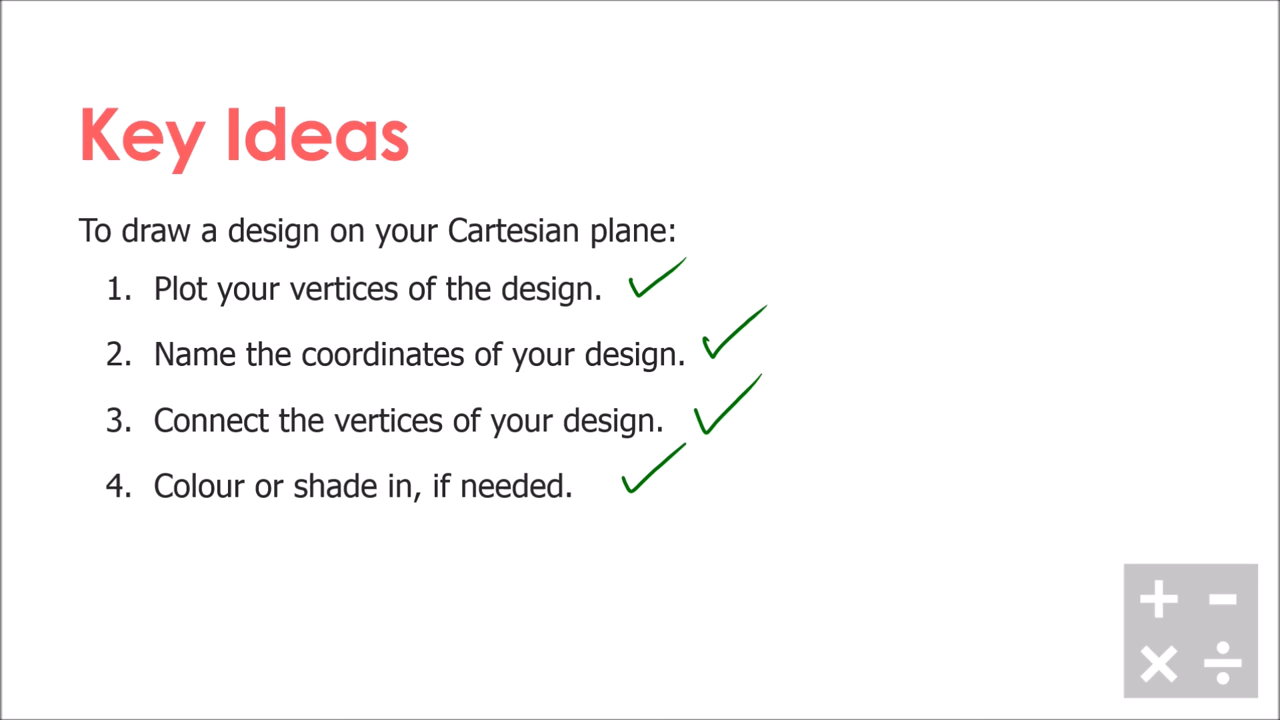 Key Ideas
To draw a design on your Cartesian plane:
1. Plot your vertices of the design.
2. Name the coordinates of your design.
3. Connect the vertices of your design.
4. Colour or shade in, if needed.
+ -
× ÷